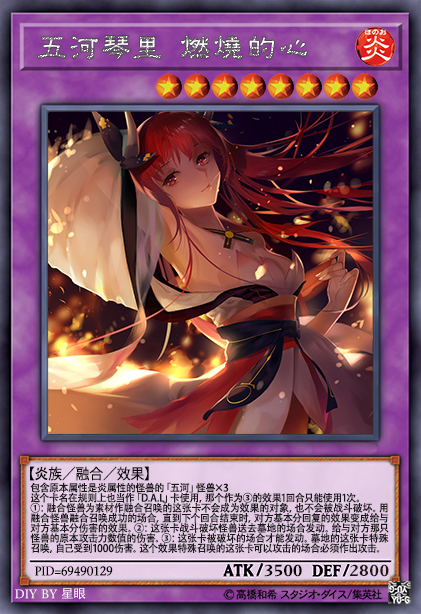 五河琴里 燃燒的心
ほのお
炎
【炎族／融合／效果】
包含原本属性是炎属性的怪兽的「五河」怪兽×3
这个卡名在规则上也当作「D.A.L」卡使用，那个作为③的效果1回合只能使用1次。
①：融合怪兽为素材作融合召唤的这张卡不会成为效果的对象，也不会被战斗破坏。用
融合怪兽融合召唤成功的场合，直到下个回合结束时，对方基本分回复的效果变成给与
对方基本分伤害的效果。②：这张卡战斗破坏怪兽送去墓地的场合发动。给与对方那只
怪兽的原本攻击力数值的伤害。③：这张卡被破坏的场合才能发动。墓地的这张卡特殊
召唤，自己受到1000伤害。这个效果特殊召唤的这张卡可以攻击的场合必须作出攻击。
PID=69490129
ATK/3500 DEF/2800
DIY BY 星眼
©高橋和希 スタジオ・ダイス/集英社